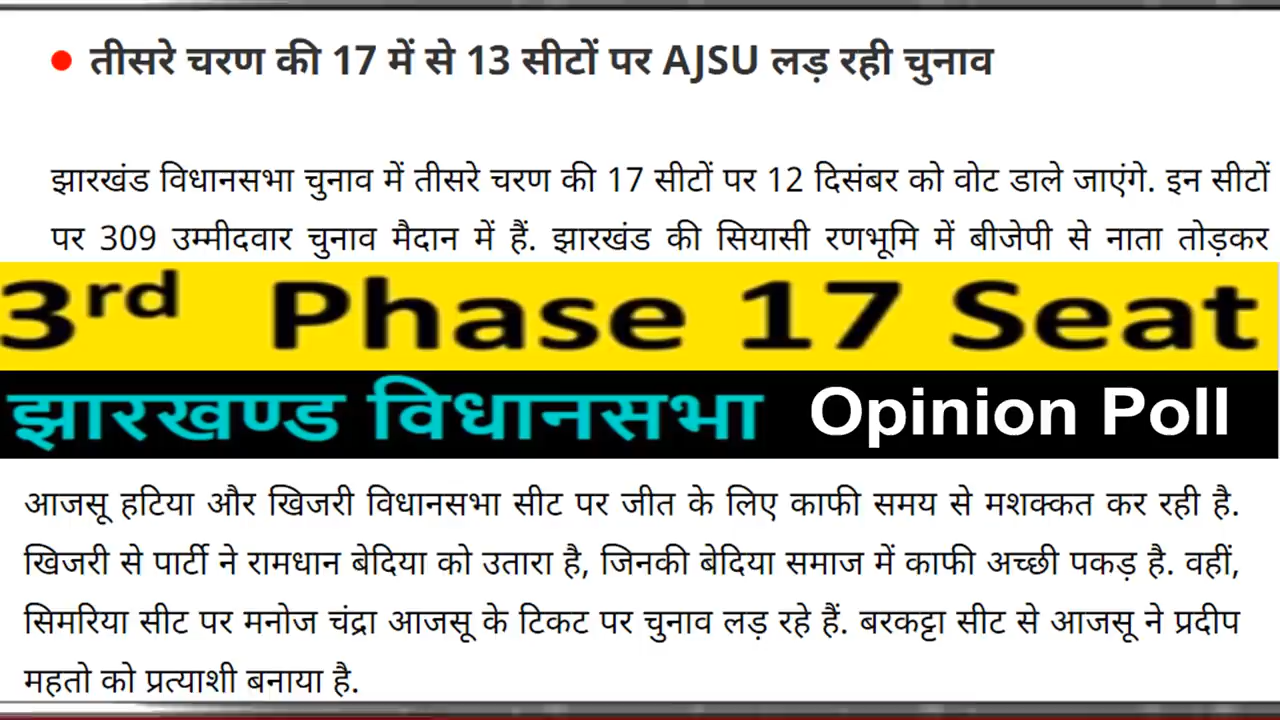 तीसरे चरण की 17 में से 13 सीटों पर AJSU लड़ रही चुनाव
झारखंड विधानसभा चुनाव में तीसरे चरण की 17 सीटों पर 12 दिसंबर को वोट डाले जाएंगे. इन सीटों
पर 309 उम्मीदवार चुनाव मैदान में हैं. झारखंड की सियासी रणभूमि में बीजेपी से नाता तोड़कर
3rd Phase 17 Seat
झारखण्ड विधानसभा Opinion Poll
आजसू हटिया और खिजरी विधानसभा सीट पर जीत के लिए काफी समय से मशक्कत कर रही है.
खिजरी से पार्टी ने रामधान बेदिया को उतारा है, जिनकी बेदिया समाज में काफी अच्छी पकड़ है. वहीं,
सिमरिया सीट पर मनोज चंद्रा आजसू के टिकट पर चुनाव लड़ रहे हैं. बरकट्टा सीट से आजसू ने प्रदीप
महतो को प्रत्याशी बनाया है.